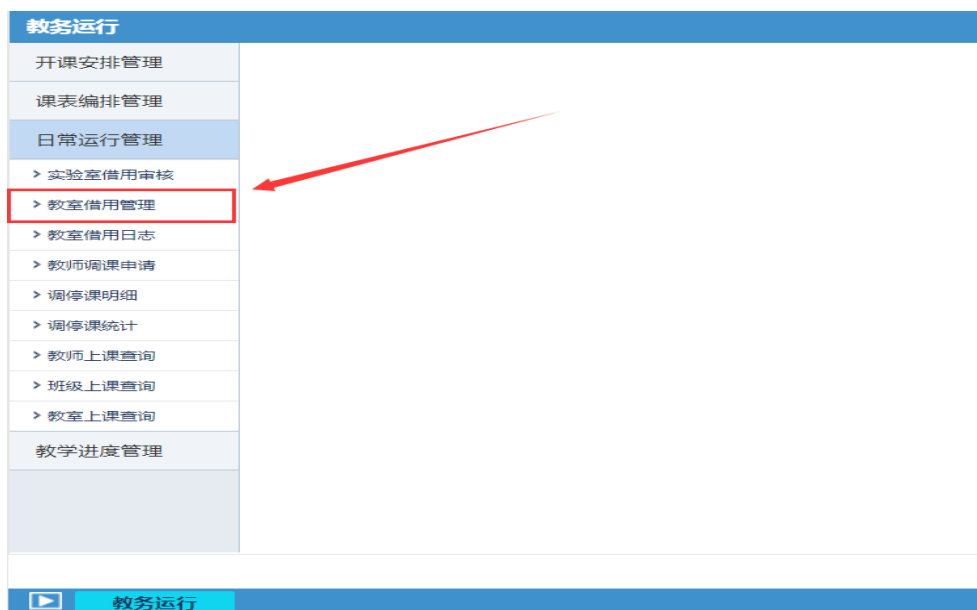 教务运行
开课安排管理
课表编排管理
日常运行管理
> 实验室借用审核
> 教室借用管理
> 教室借用日志
> 教师调课申请
> 调停课明细
> 调停课统计
> 教师上课查询
> 班级上课查询
> 教室上课查询
教学进度管理
教务运行